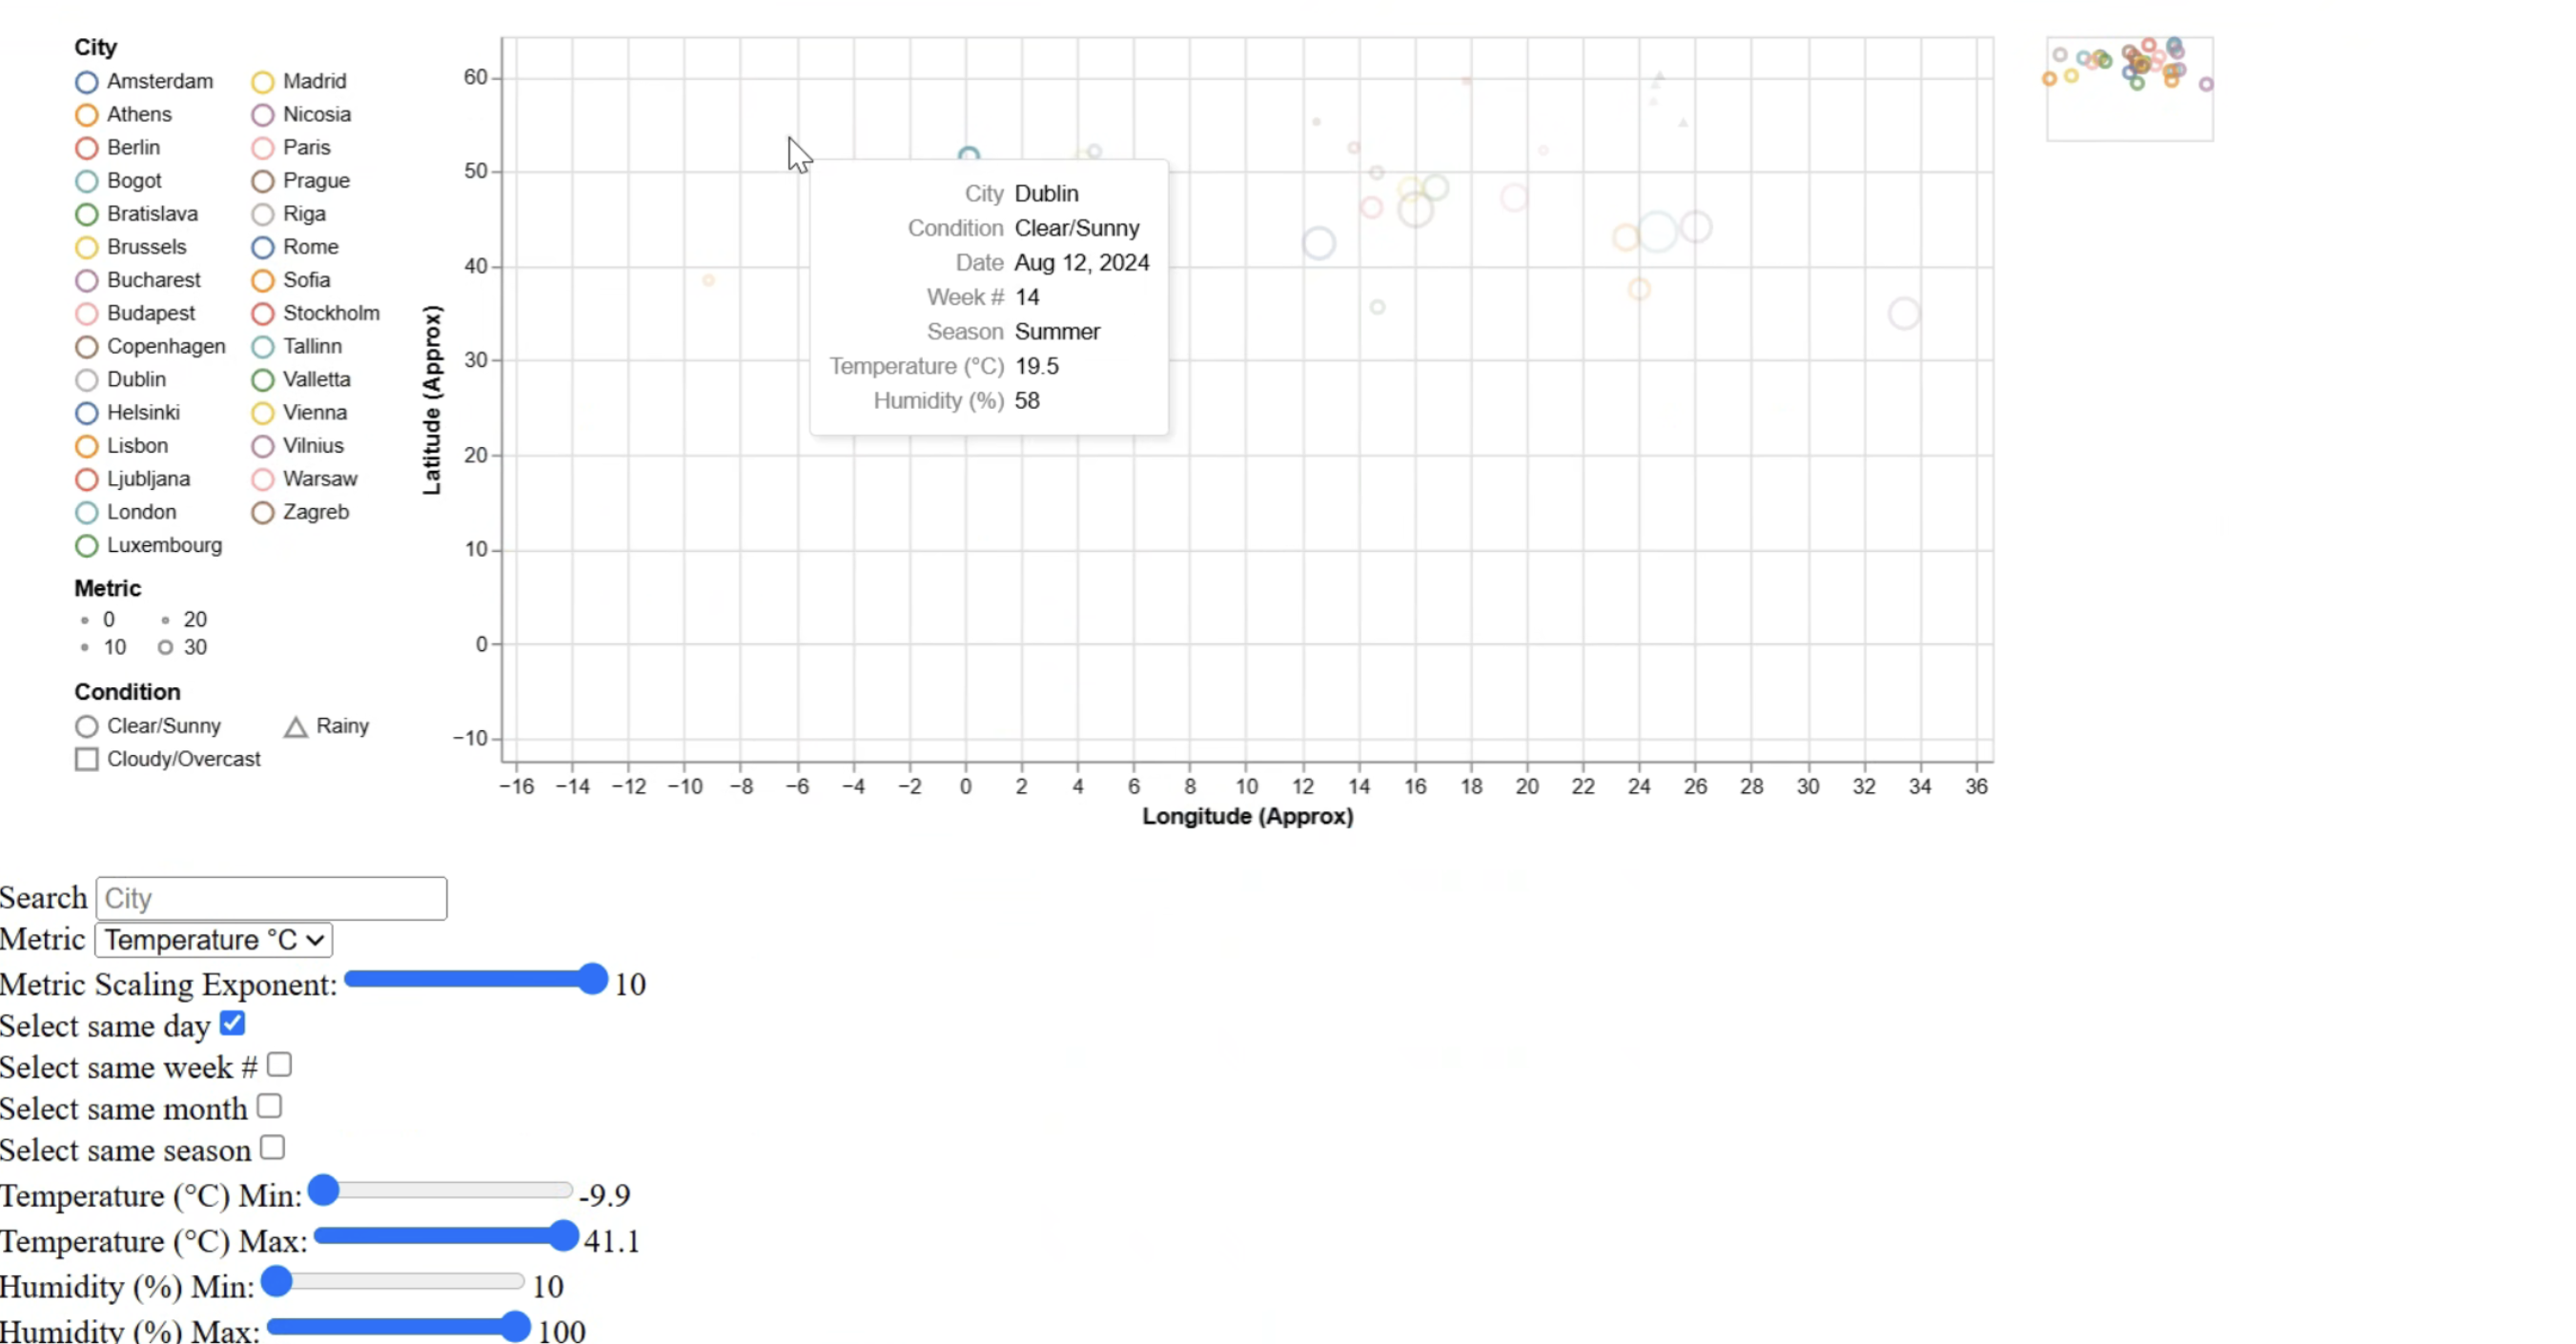 City
Amsterdam Madrid
Athens Nicosia
Berlin Paris
Bogot Prague
Bratislava Riga
Brussels Rome
Bucharest Sofia
Budapest Stockholm
Copenhagen Tallinn
Dublin Valletta
Helsinki Vienna
Lisbon Vilnius
Ljubljana Warsaw
London Zagreb
Luxembourg
Metric
0 20
10 30
Condition
Clear/Sunny Rainy
Cloudy/Overcast
Latitude (Approx)
60
50
40
30
20
10
0
−10
−16 −14 −12 −10 −8 −6 −4 −2 0 2 4 6 8 10 12 14 16 18 20 22 24 26 28 30 32 34 36
Longitude (Approx)
City Dublin
Condition Clear/Sunny
Date Aug 12, 2024
Week # 14
Season Summer
Temperature (°C) 19.5
Humidity (%) 58
Search City
Metric Temperature °C
Metric Scaling Exponent: 10
Select same day
Select same week #
Select same month
Select same season
Temperature (°C) Min: -9.9
Temperature (°C) Max: 41.1
Humidity (%) Min: 10
Humidity (%) Max: 100